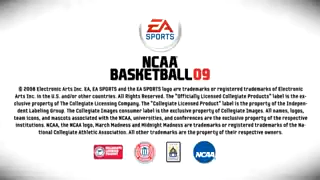 EA
SPORTS
NCAA
BASKETBALL 09
© 2008 Electronic Arts Inc. EA, EA SPORTS and the EA SPORTS logo are trademarks or registered trademarks of Electronic
Arts Inc. in the U.S. and/or other countries. All Rights Reserved. The "Officially Licensed Collegiate Products" label is the ex-
clusive property of The Collegiate Licensing Company. The "Collegiate Licensed Product" label is the property of the Indepen-
dent Labeling Group. The Collegiate Images consumer label is the exclusive property of Collegiate Images. All names, logos,
team icons, and mascots associated with the NCAA, universities, and conferences are the exclusive property of the respective
institutions. NCAA, the NCAA logo, March Madness and Midnight Madness are trademarks or registered trademarks of the Na-
tional Collegiate Athletic Association. All other trademarks are the property of their respective owners.
NCAA